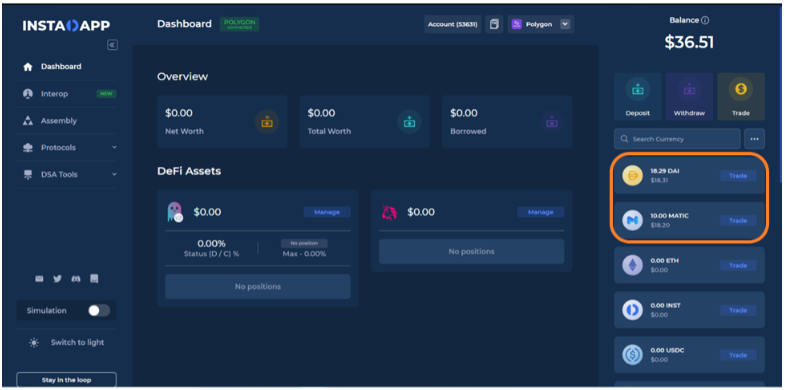 INSTADAPP
Dashboard
Interop NEW
Assembly
Protocols
DSA Tools
Simulation
Switch to light
Stay in the loop
Dashboard POLYGON
Account (53631) Polygon
Overview
$0.00
Net Worth
$0.00
Total Worth
$0.00
Borrowed
DeFi Assets
$0.00 Manage
0.00%
Status (D / C) %
No position
Max - 0.00%
No positions
$0.00 Manage
No positions
Balance
$36.51
Deposit Withdraw Trade
Search Currency ...
18.29 DAI
$18.31
Trade
10.00 MATIC
$18.20
Trade
0.00 ETH
$0.00
Trade
0.00 INST
$0.00
Trade
0.00 USDC
$0.00
Trade